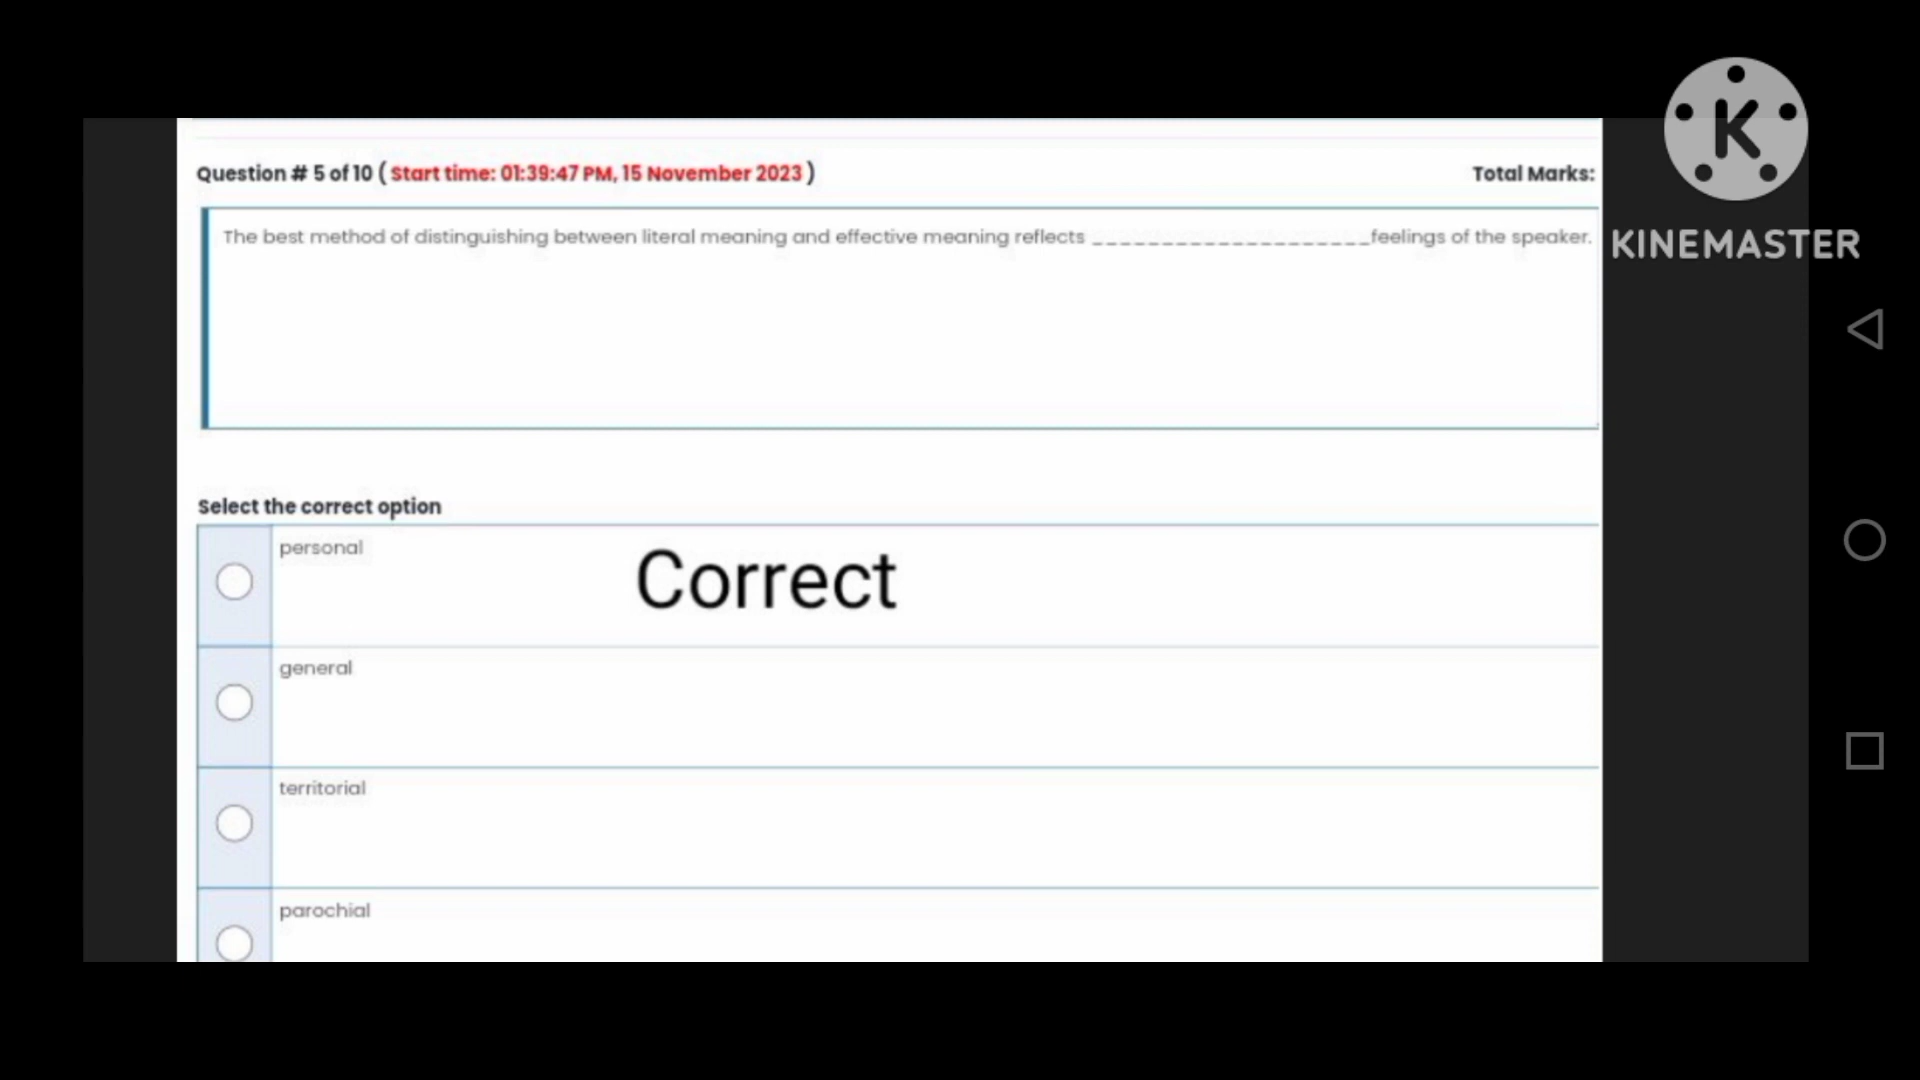 Question # 5 of 10 ( Start time: 01:39:47 PM, 15 November 2023 ) Total Marks:
The best method of distinguishing between literal meaning and effective meaning reflects ____________________feelings of the speaker.
KINEMASTER
Select the correct option
personal
Correct
general
territorial
parochial